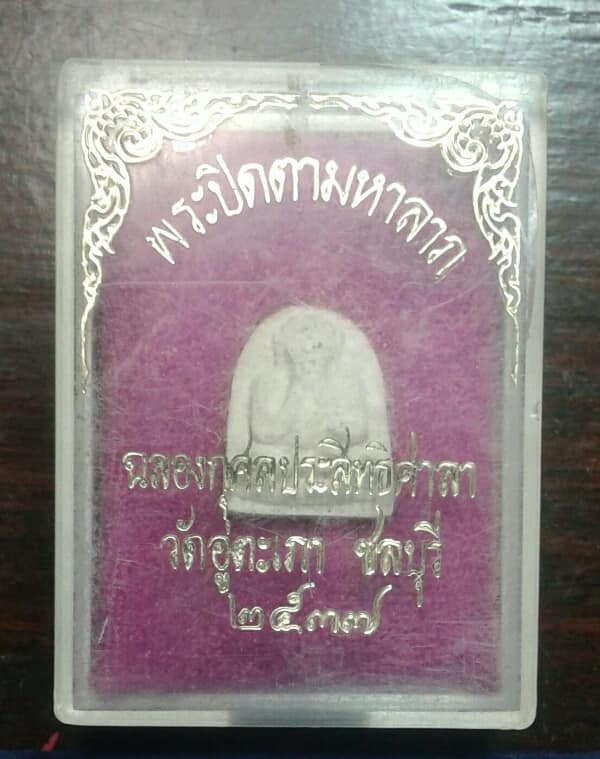 พระปิดตามหาลาภ
ฉลองกุศลประสิทธิ์ศาลา
วัดอู่ตะเภา ชลบุรี
๒๕๓๗